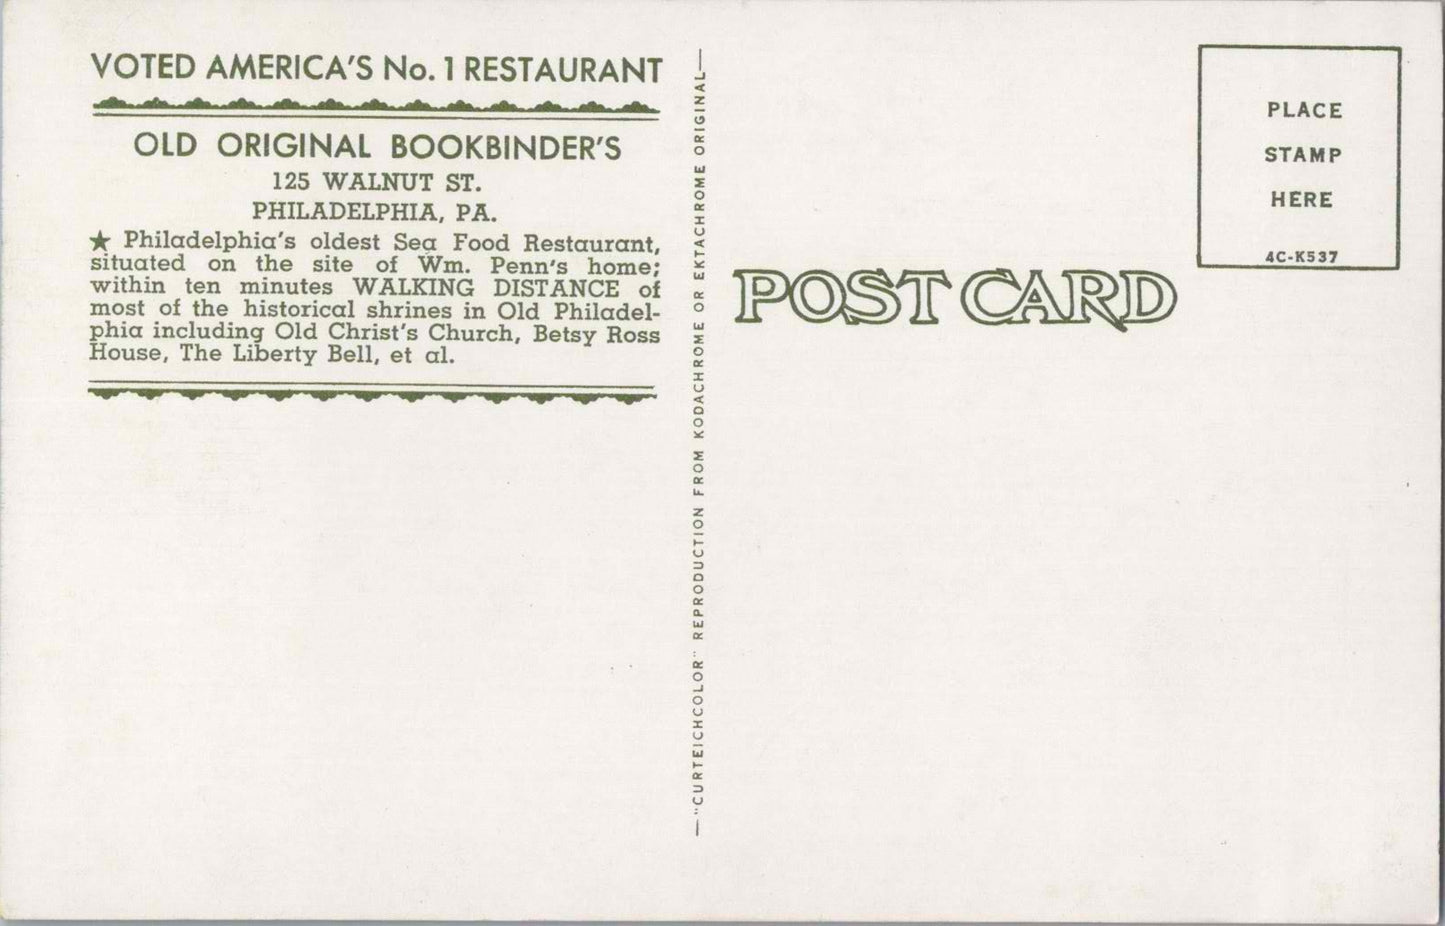 VOTED AMERICA'S No. 1 RESTAURANT
OLD ORIGINAL BOOKBINDER'S
125 WALNUT ST.
PHILADELPHIA, PA.
★ Philadelphia's oldest Sea Food Restaurant,
situated on the site of Wm. Penn's home;
within ten minutes WALKING DISTANCE of
most of the historical shrines in Old Philadel-
phia including Old Christ's Church, Betsy Ross
House, The Liberty Bell, et al.
—"CURTEICHCOLOR" REPRODUCTION FROM KODACHROME OR EKTACHROME ORIGINAL—
POST CARD
PLACE
STAMP
HERE
4C-K537